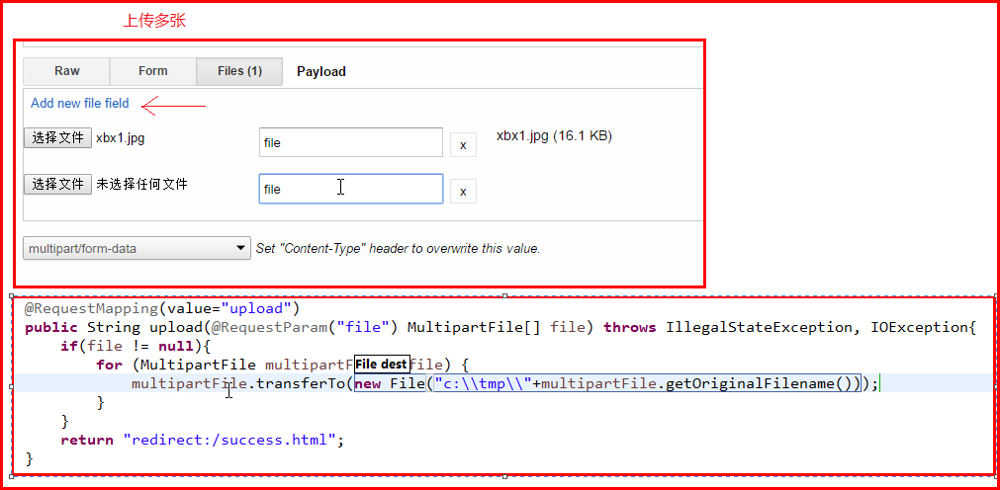 上传多张
Raw Form Files (1) Payload
Add new file field
选择文件 xbx1.jpg file x xbx1.jpg (16.1 KB)
选择文件 未选择任何文件 file x
multipart/form-data Set "Content-Type" header to overwrite this value.
@RequestMapping(value="upload")
public String upload(@RequestParam("file") MultipartFile[] file) throws IllegalStateException, IOException{
if(file != null){
for (MultipartFile multipartF File dest file) {
multipartFile.transferTo(new File("c:\\tmp\\"+multipartFile.getOriginalFilename()));
}
}
return "redirect:/success.html";
}